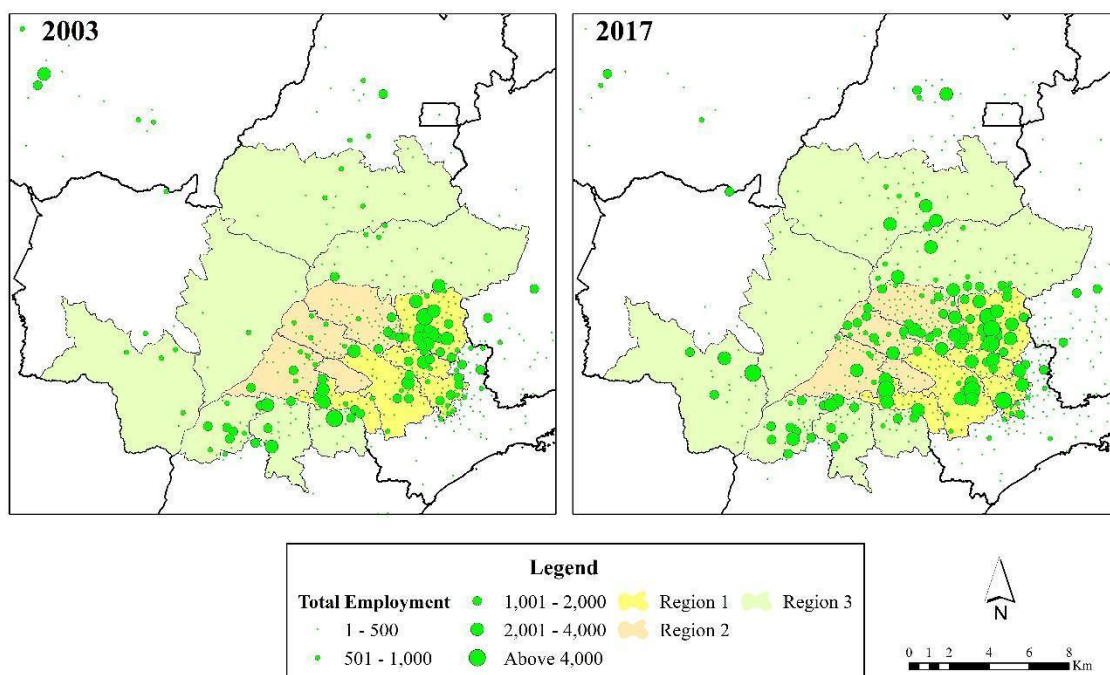 2003
2017
Legend
Total Employment
1 - 500
501 - 1,000
1,001 - 2,000
2,001 - 4,000
Above 4,000
Region 1
Region 2
Region 3
N
0 1 2 4 6 8
Km